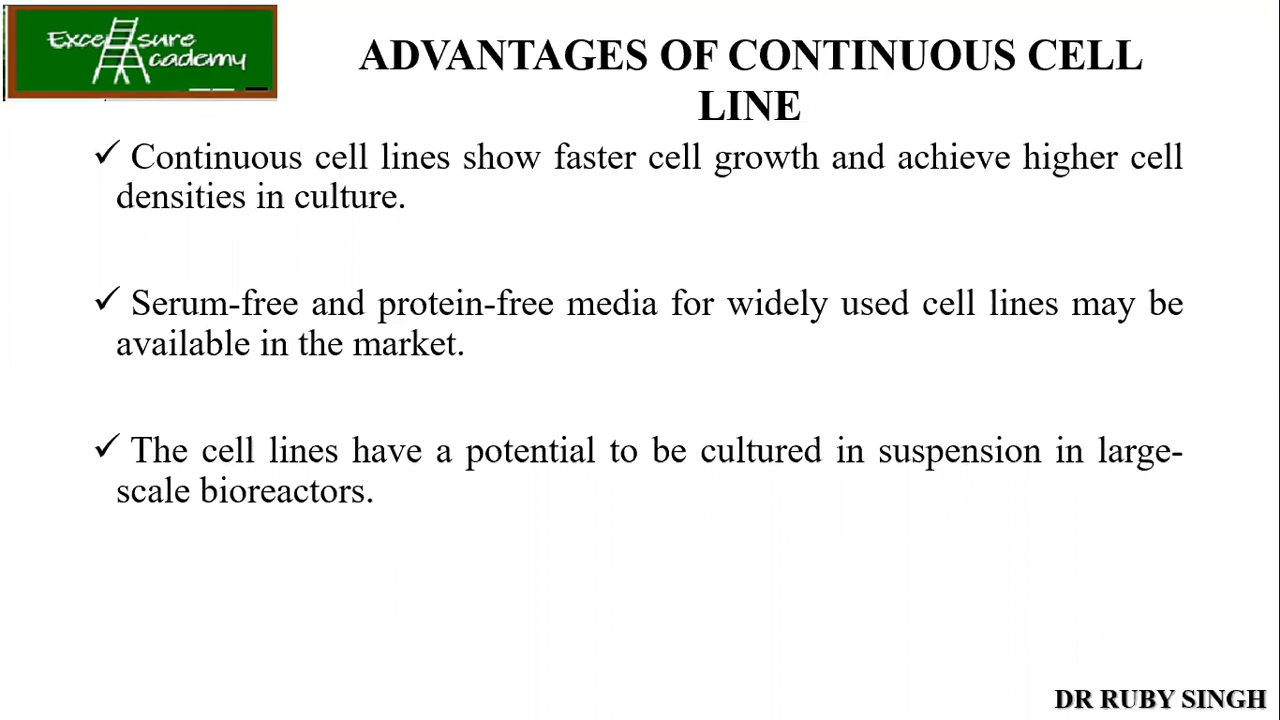 Excelsure
Academy
ADVANTAGES OF CONTINUOUS CELL
LINE
✓ Continuous cell lines show faster cell growth and achieve higher cell
densities in culture.
✓ Serum-free and protein-free media for widely used cell lines may be
available in the market.
✓ The cell lines have a potential to be cultured in suspension in large-
scale bioreactors.
DR RUBY SINGH